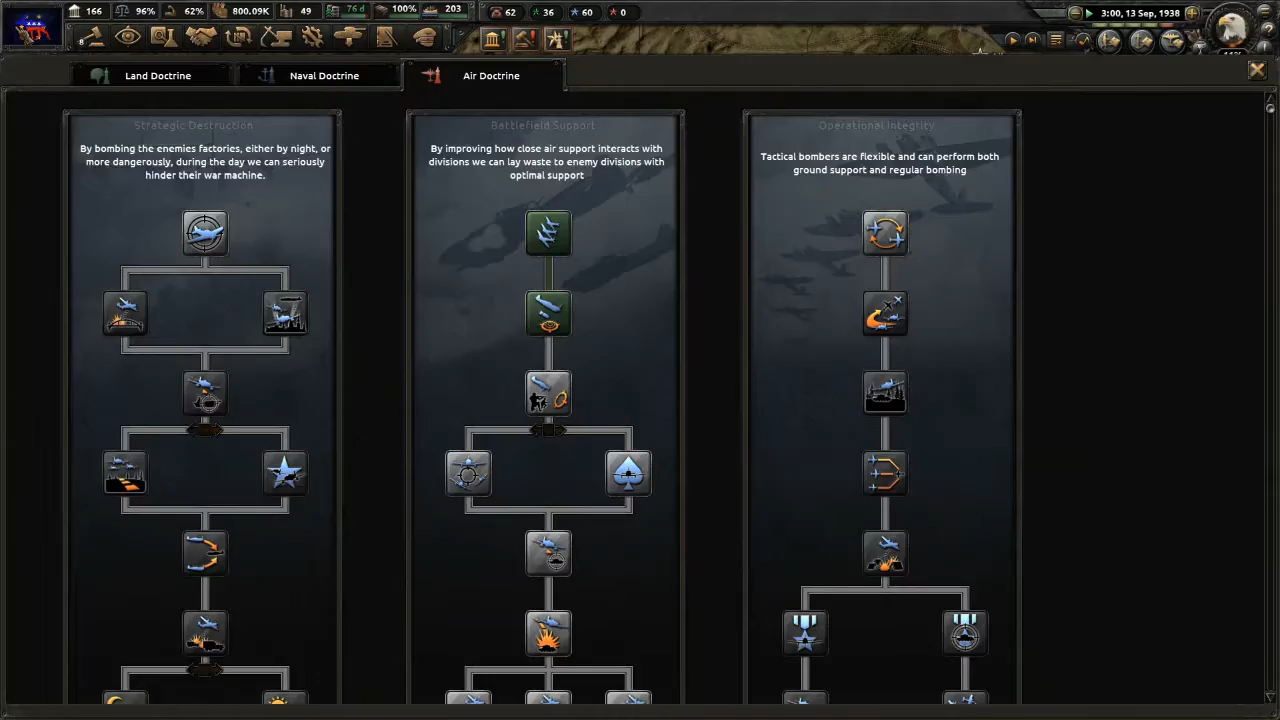 166 96% 62% 800.09K 49 76 d 100% 203 62 36 60 0 3:00, 13 Sep, 1938
8
Land Doctrine Naval Doctrine Air Doctrine
Strategic Destruction
By bombing the enemies factories, either by night, or
more dangerously, during the day we can seriously
hinder their war machine.
Battlefield Support
By improving how close air support interacts with
divisions we can lay waste to enemy divisions with
optimal support
Operational Integrity
Tactical bombers are flexible and can perform both
ground support and regular bombing